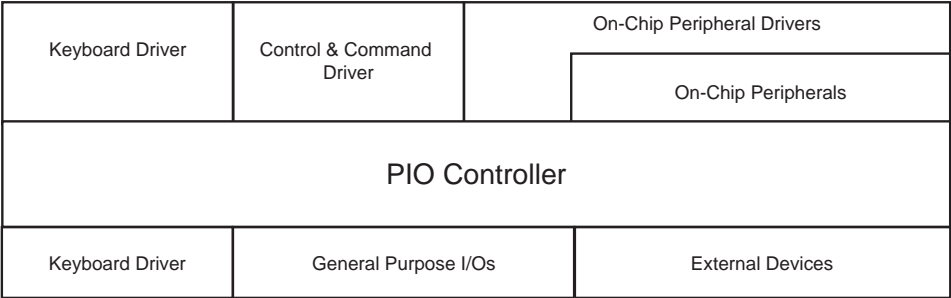 Keyboard Driver
Control & Command
Driver
On-Chip Peripheral Drivers
On-Chip Peripherals
PIO Controller
Keyboard Driver
General Purpose I/Os
External Devices